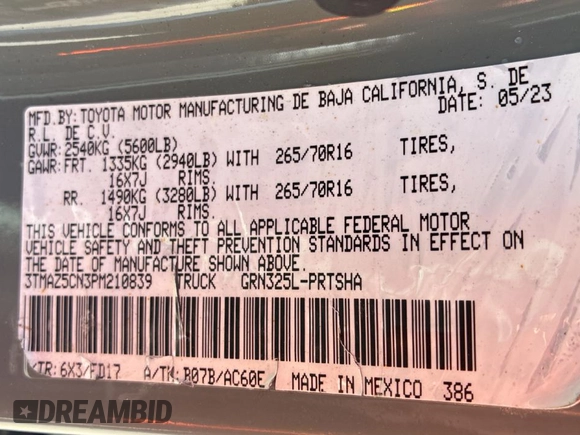 MFD.BY: TOYOTA MOTOR MANUFACTURING DE BAJA CALIFORNIA, S. DE
R.L. DE C.V. DATE: 05/23
GVWR: 2540KG (5600LB)
GAWR: FRT. 1335KG (2940LB) WITH 265/70R16 TIRES,
16X7J RIMS.
RR. 1490KG (3280LB) WITH 265/70R16 TIRES,
16X7J RIMS.
THIS VEHICLE CONFORMS TO ALL APPLICABLE FEDERAL MOTOR
VEHICLE SAFETY AND THEFT PREVENTION STANDARDS IN EFFECT ON
THE DATE OF MANUFACTURE SHOWN ABOVE.
3TMAZ5CN3PM210839 TRUCK GRN325L-PRTSHA
C/TR: 6X3/FD17 A/TM: B07B/AC60E MADE IN MEXICO 386
DREAMBID